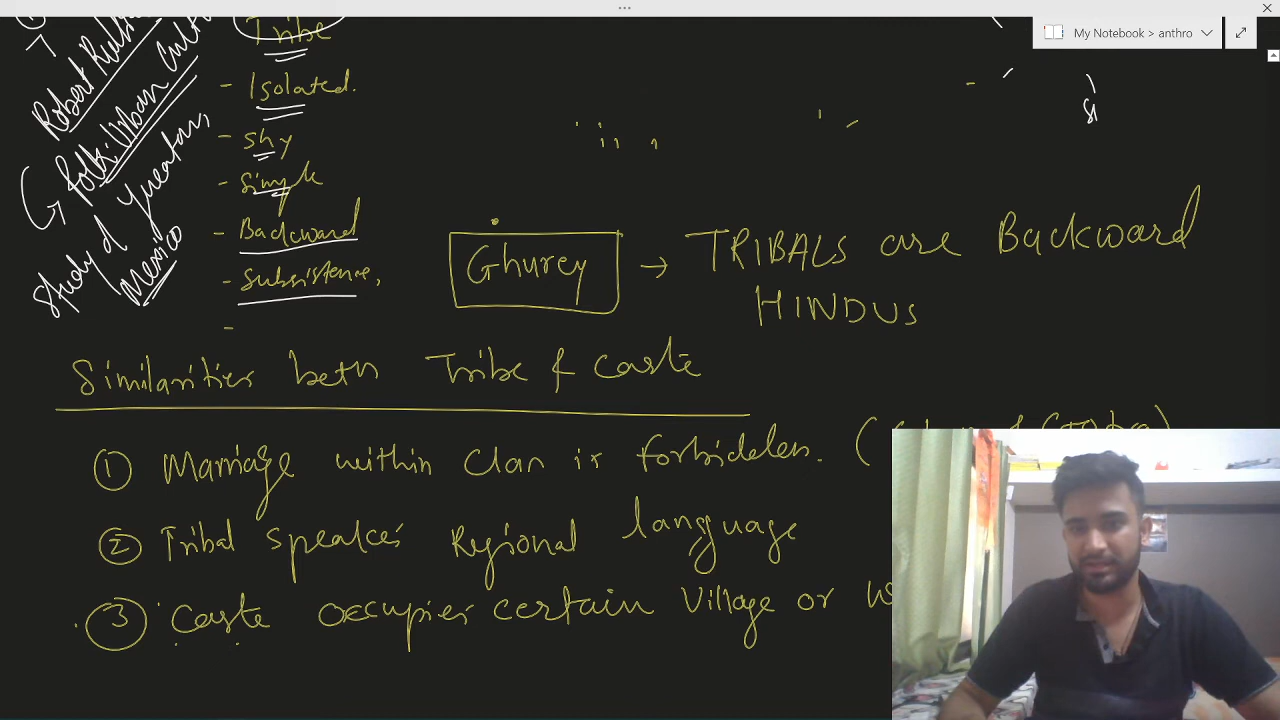 My Notebook > anthro
Robert Redf
Folk-Urban Cult
Study of Yucatan,
Mexico
Tribe
- Isolated.
- Shy
- Simple
- Backward
- Subsistence,
-
Ghurey → TRIBALS are Backward
HINDUS
Similarities betn Tribe & Caste
① Marriage within Clan is forbidden. (
② Tribal speakes Regional language
③ Caste occupies certain Village or